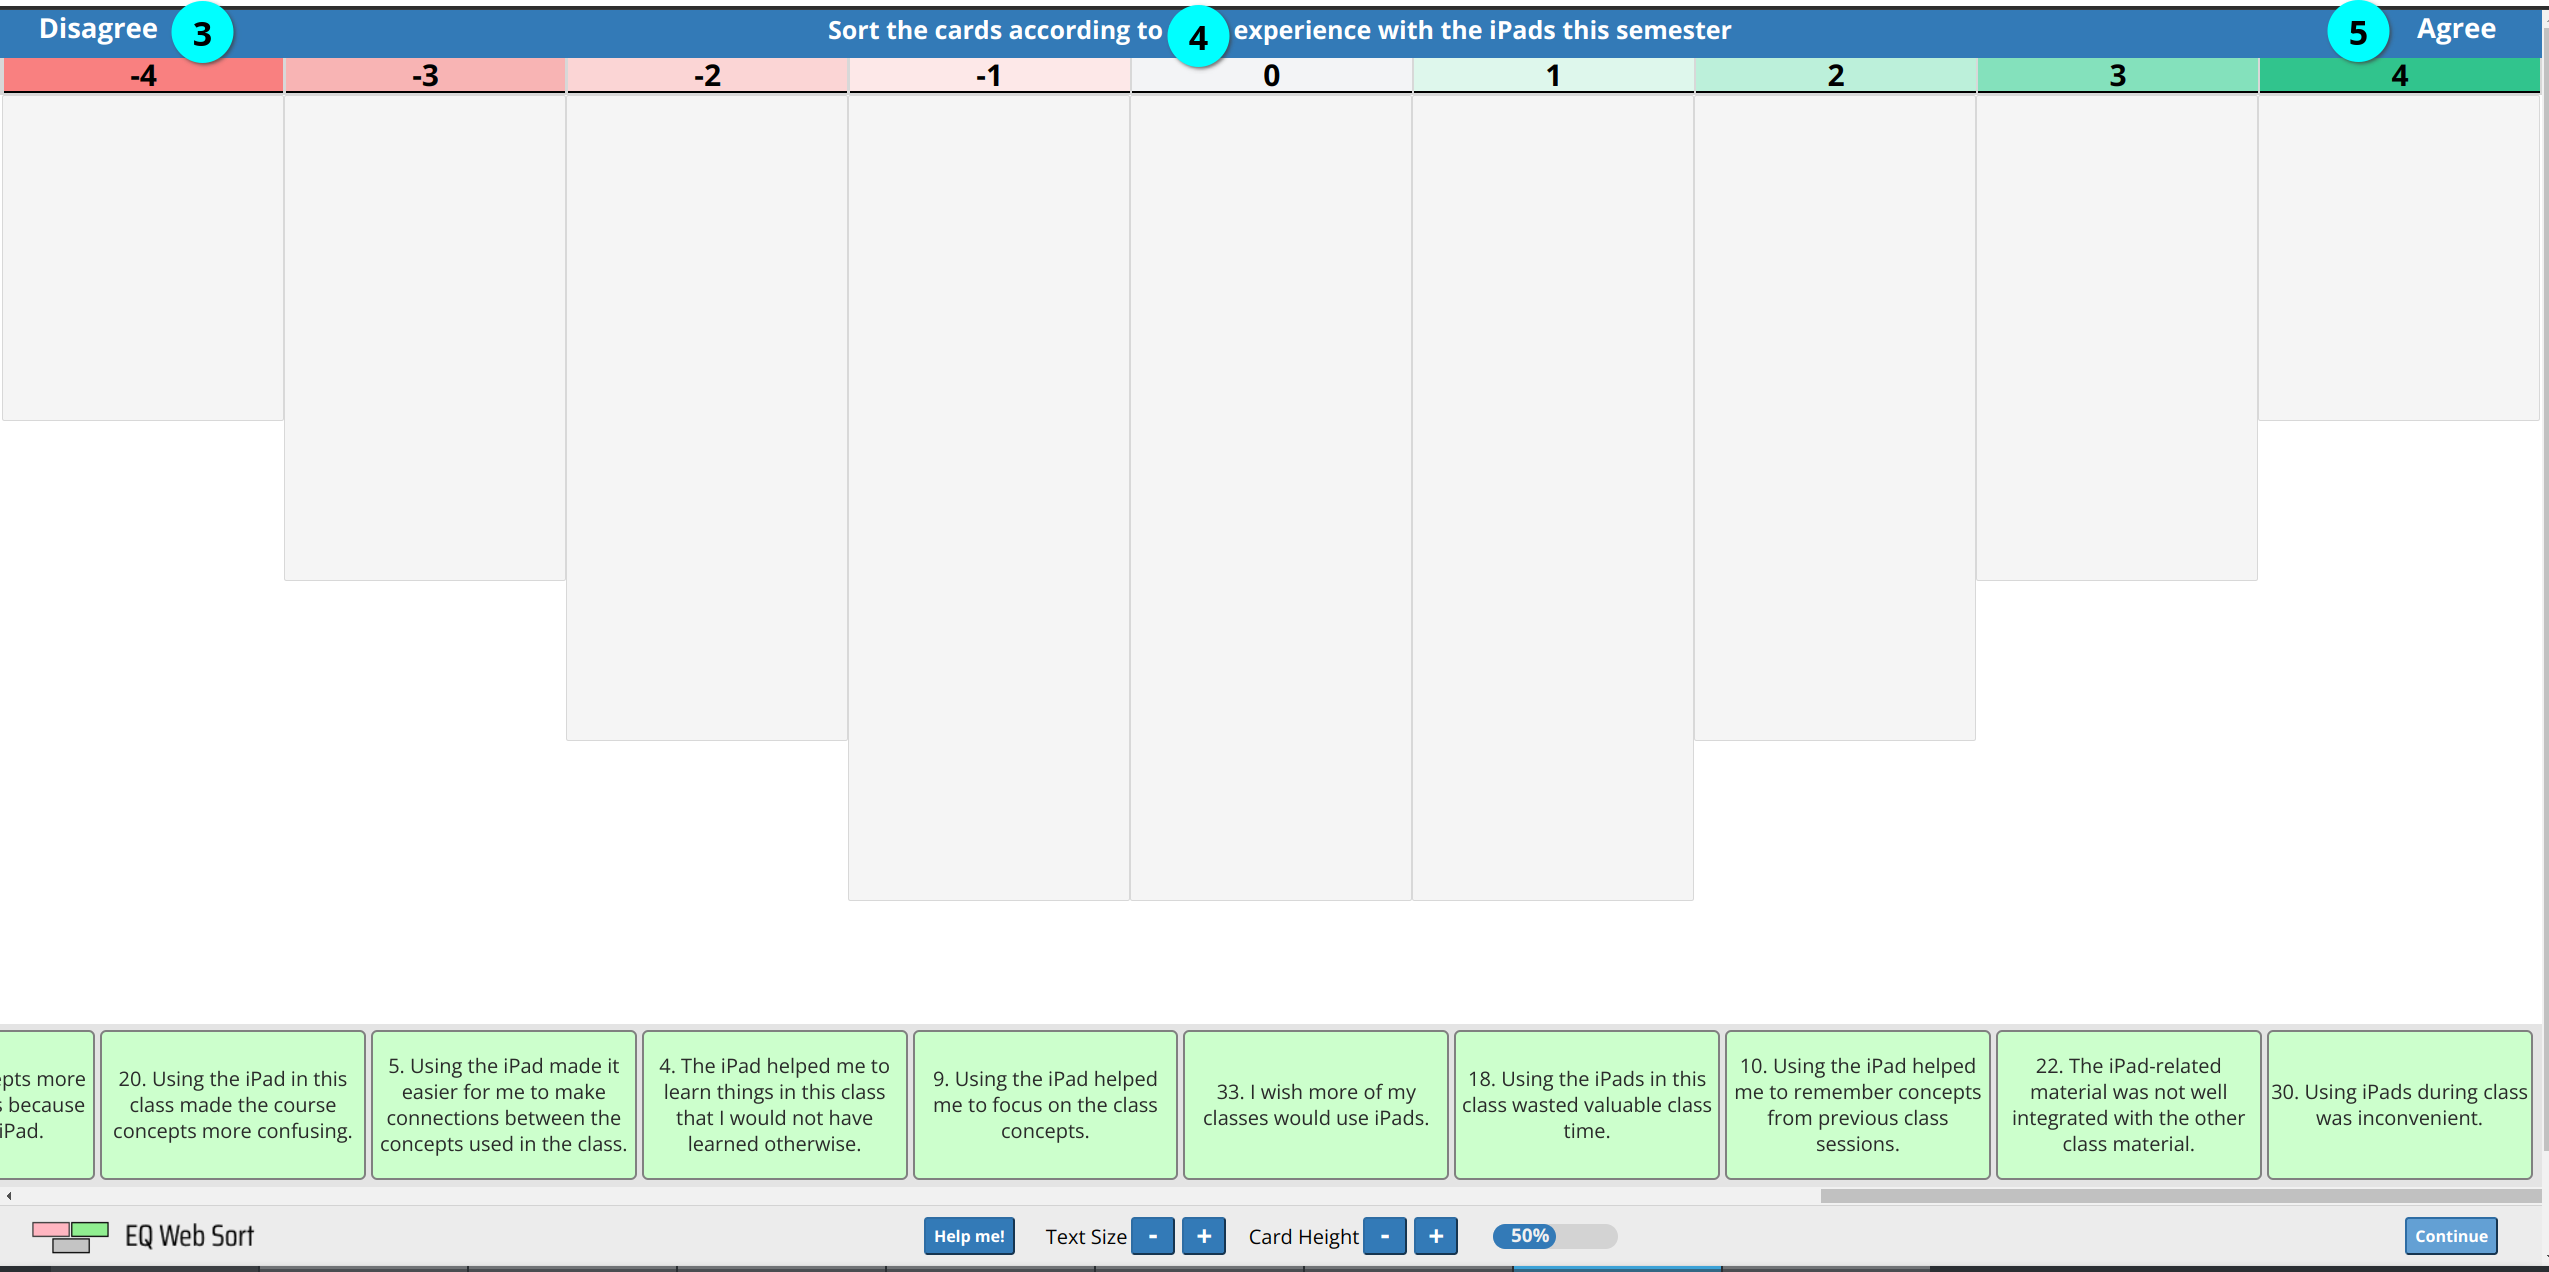 Disagree 3 Sort the cards according to 4 experience with the iPads this semester 5 Agree
-4 -3 -2 -1 0 1 2 3 4
pts more
because
iPad.
20. Using the iPad in this
class made the course
concepts more confusing.
5. Using the iPad made it
easier for me to make
connections between the
concepts used in the class.
4. The iPad helped me to
learn things in this class
that I would not have
learned otherwise.
9. Using the iPad helped
me to focus on the class
concepts.
33. I wish more of my
classes would use iPads.
18. Using the iPads in this
class wasted valuable class
time.
10. Using the iPad helped
me to remember concepts
from previous class
sessions.
22. The iPad-related
material was not well
integrated with the other
class material.
30. Using iPads during class
was inconvenient.
EQ Web Sort Help me! Text Size - + Card Height - + 50% Continue